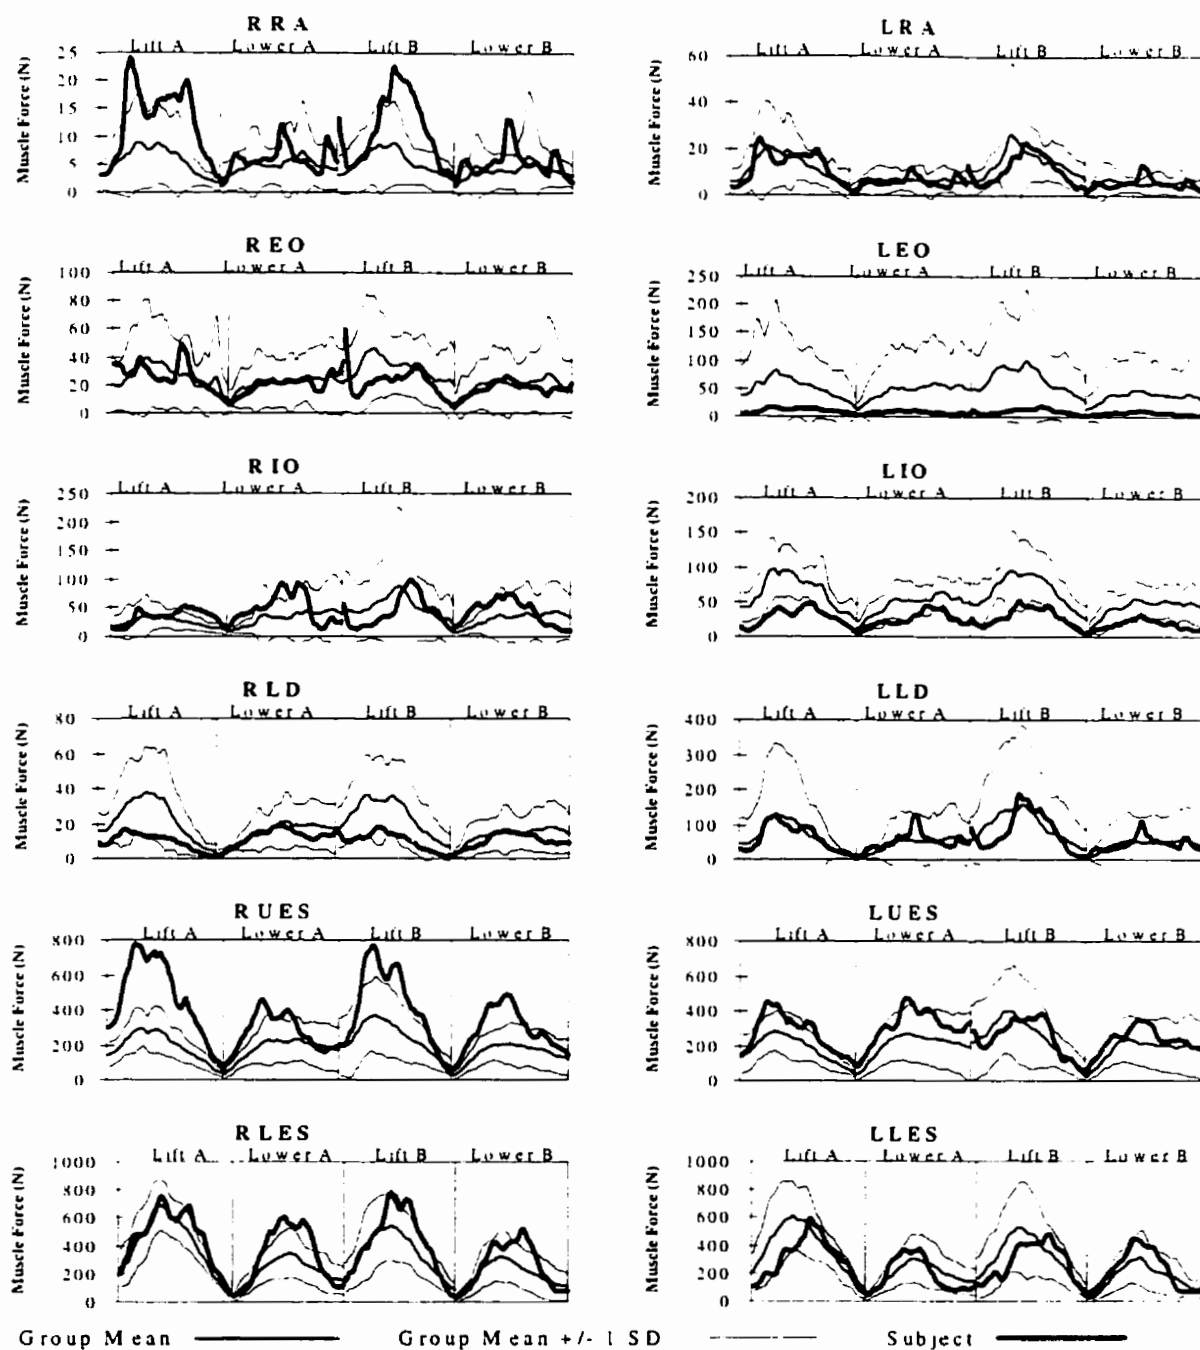 RRA
Lift A Lower A Lift B Lower B
Muscle Force (N)
25
20
15
10
5
0
LRA
Lift A Lower A Lift B Lower B
Muscle Force (N)
60
40
20
0
REO
Lift A Lower A Lift B Lower B
Muscle Force (N)
100
80
60
40
20
0
LEO
Lift A Lower A Lift B Lower B
Muscle Force (N)
250
200
150
100
50
0
RIO
Lift A Lower A Lift B Lower B
Muscle Force (N)
250
200
150
100
50
0
LIO
Lift A Lower A Lift B Lower B
Muscle Force (N)
200
150
100
50
0
RLD
Lift A Lower A Lift B Lower B
Muscle Force (N)
80
60
40
20
0
LLD
Lift A Lower A Lift B Lower B
Muscle Force (N)
400
300
200
100
0
RUES
Lift A Lower A Lift B Lower B
Muscle Force (N)
800
600
400
200
0
LUES
Lift A Lower A Lift B Lower B
Muscle Force (N)
800
600
400
200
0
RLES
Lift A Lower A Lift B Lower B
Muscle Force (N)
1000
800
600
400
200
0
LLES
Lift A Lower A Lift B Lower B
Muscle Force (N)
1000
800
600
400
200
0
Group Mean Group Mean +/- 1 SD Subject